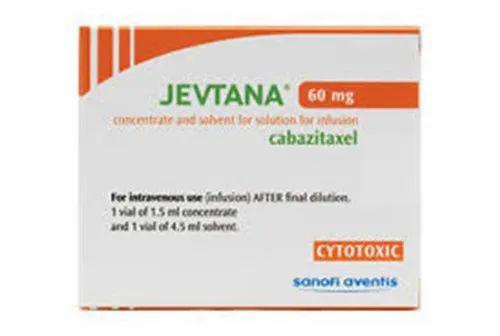 JEVTANA® 60 mg
concentrate and solvent for solution for infusion
cabazitaxel
For intravenous use (infusion) AFTER final dilution.
1 vial of 1.5 ml concentrate
and 1 vial of 4.5 ml solvent.
CYTOTOXIC
sanofi aventis